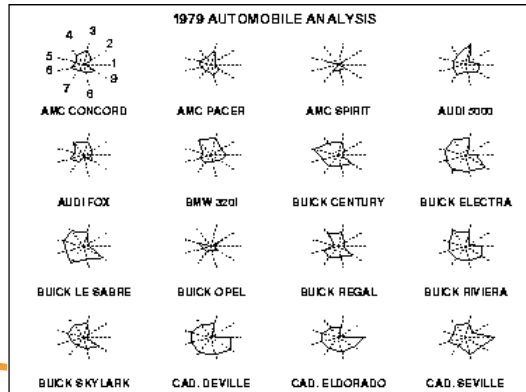 1979 AUTOMOBILE ANALYSIS
3
4
2
5
1
6
9
7
8
AMC CONCORD
AMC PACER
AMC SPIRIT
AUDI 5000
AUDI FOX
BMW 320I
BUICK CENTURY
BUICK ELECTRA
BUICK LE SABRE
BUICK OPEL
BUICK REGAL
BUICK RIVIERA
BUICK SKYLARK
CAD. DEVILLE
CAD. ELDORADO
CAD. SEVILLE